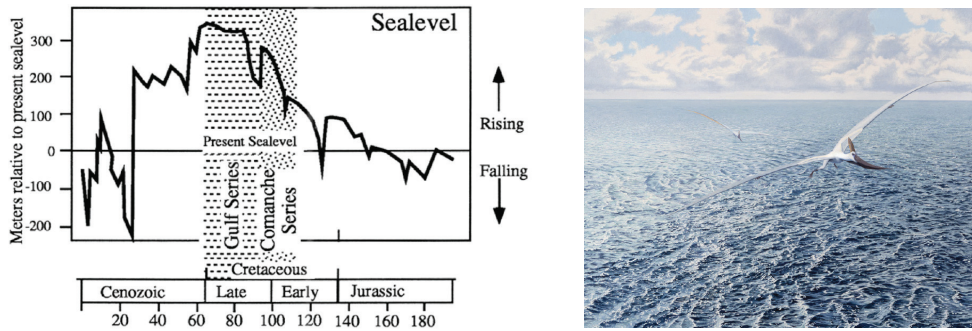 Sealevel
Meters relative to present sealevel
300
200
.100
0
-100
-200
Present Sealevel
Rising
Falling
Gulf Series
Comanche
Series
Cretaceous
Cenozoic
Late
Early
Jurassic
20 40 60 80 100 120 140 160 180